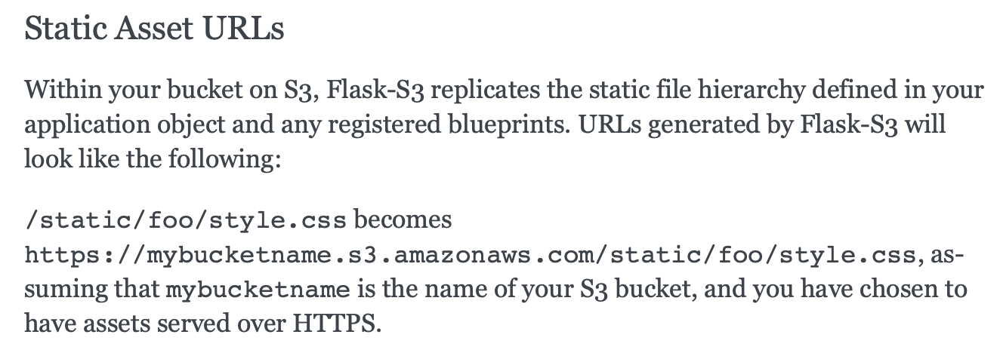 Static Asset URLs
Within your bucket on S3, Flask-S3 replicates the static file hierarchy defined in your
application object and any registered blueprints. URLs generated by Flask-S3 will
look like the following:
/static/foo/style.css becomes
https://mybucketname.s3.amazonaws.com/static/foo/style.css, as-
suming that mybucketname is the name of your S3 bucket, and you have chosen to
have assets served over HTTPS.